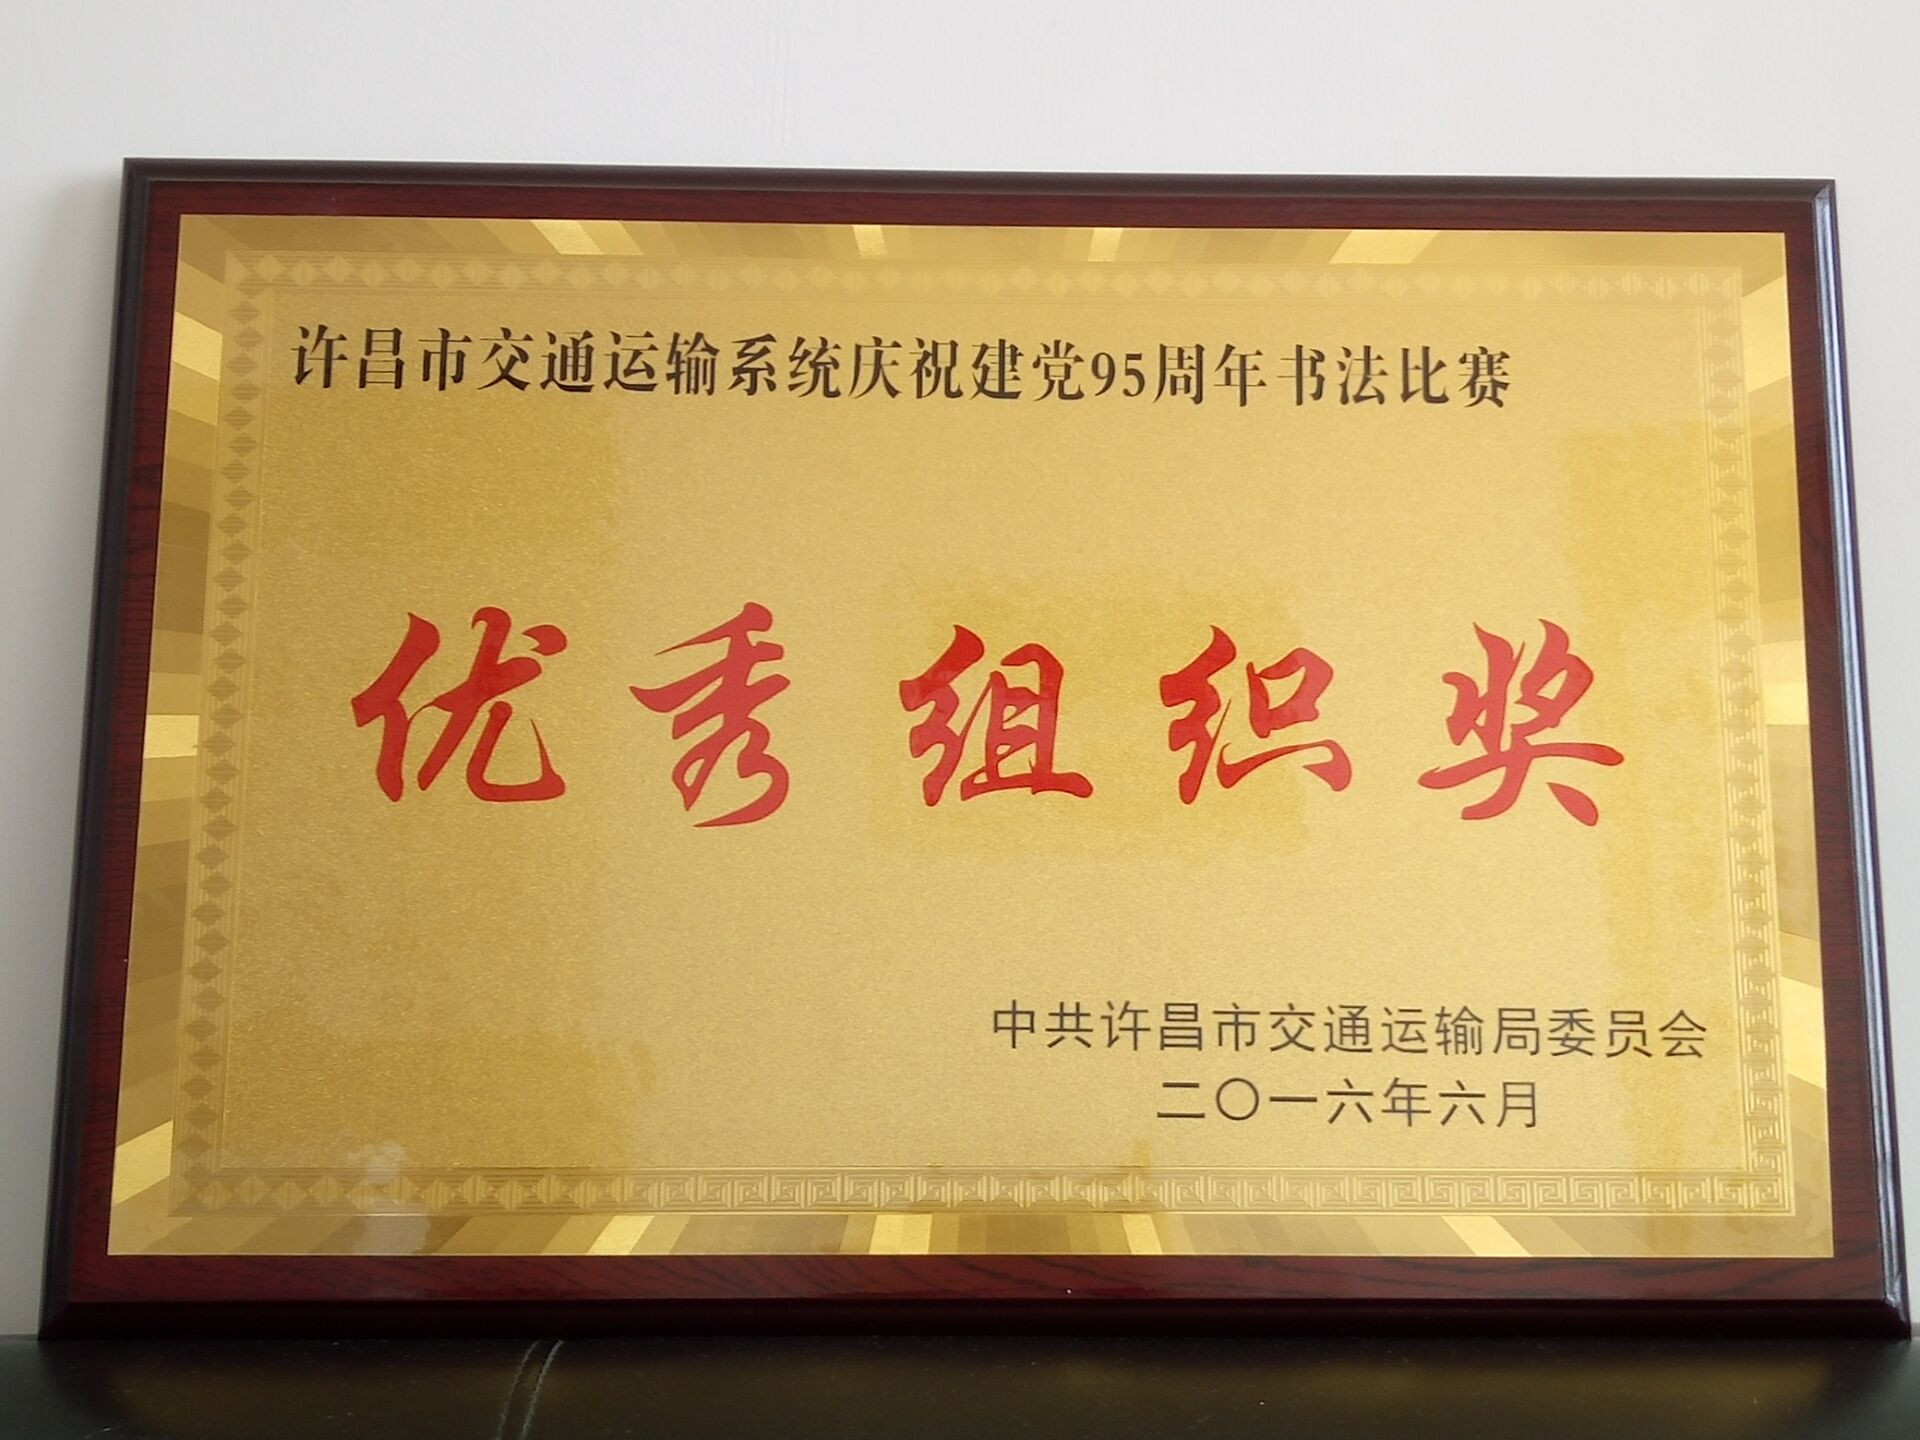 许昌市交通运输系统庆祝建党95周年书法比赛
优秀组织奖
中共许昌市交通运输局委员会
二〇一六年六月